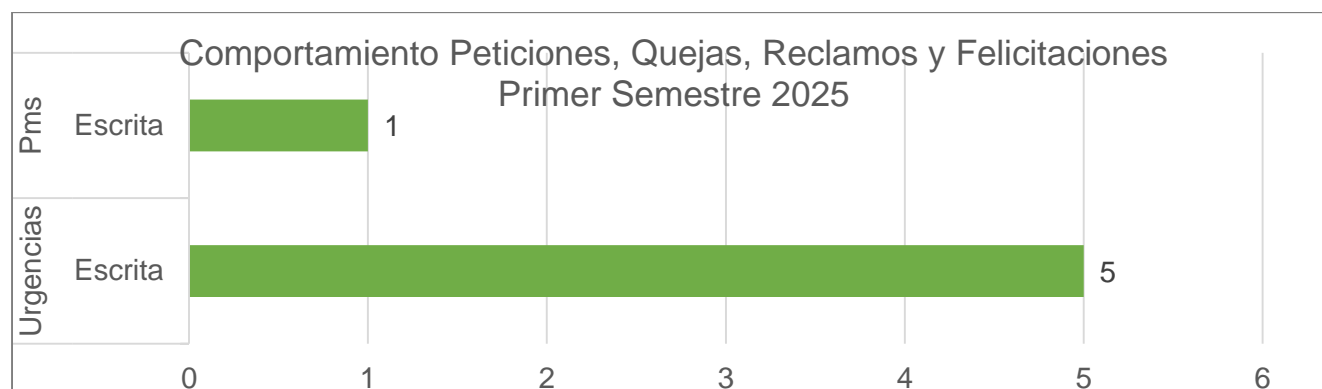 Comportamiento Peticiones, Quejas, Reclamos y Felicitaciones
Primer Semestre 2025
Pms
Escrita
1
Urgencias
Escrita
5
0 1 2 3 4 5 6